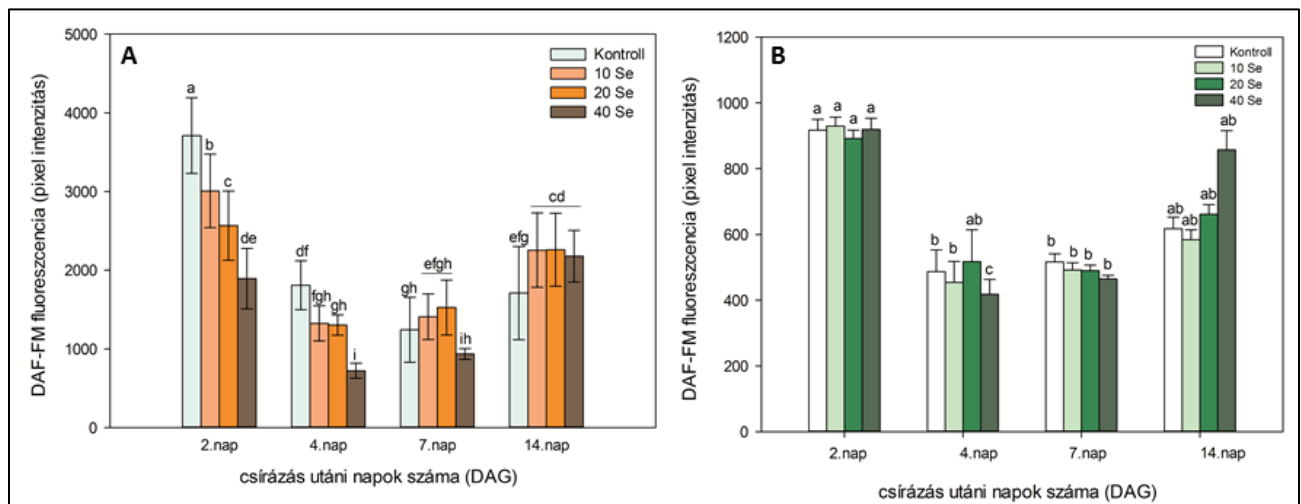 A
DAF-FM fluoreszcencia (pixel intenzitás)
5000
4000
3000
2000
1000
0
Kontroll
10 Se
20 Se
40 Se
a
b
c
de
df
fgh
gh
i
gh
efgh
ih
efg
cd
2.nap 4.nap 7.nap 14.nap
csírázás utáni napok száma (DAG)
B
DAF-FM fluoreszcencia (pixel intenzitás)
1200
1000
800
600
400
200
0
Kontroll
10 Se
20 Se
40 Se
a a a a
b b ab c
b b b b
ab ab ab ab
2.nap 4.nap 7.nap 14.nap
csírázás utáni napok száma (DAG)